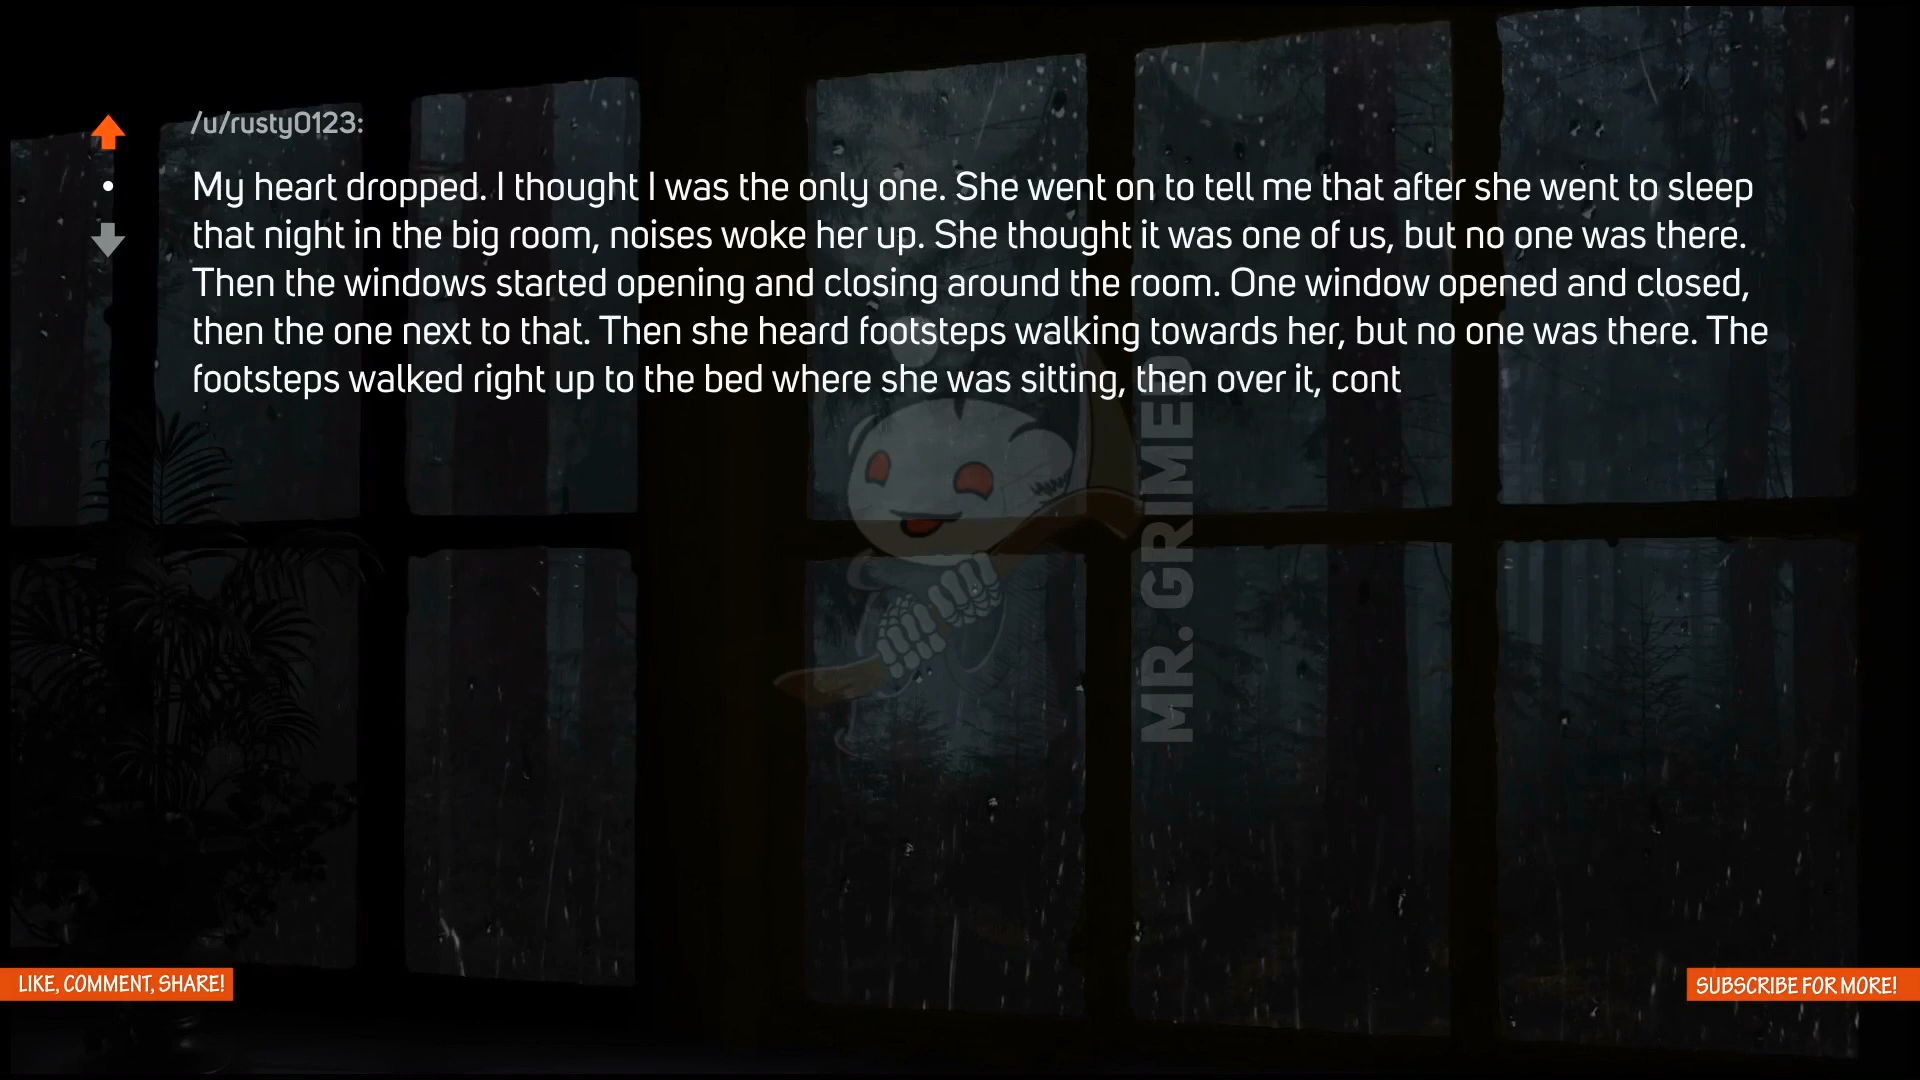 /u/rusty0123:
My heart dropped. I thought I was the only one. She went on to tell me that after she went to sleep
that night in the big room, noises woke her up. She thought it was one of us, but no one was there.
Then the windows started opening and closing around the room. One window opened and closed,
then the one next to that. Then she heard footsteps walking towards her, but no one was there. The
footsteps walked right up to the bed where she was sitting, then over it, cont
MR. GRIMED
LIKE, COMMENT, SHARE!
SUBSCRIBE FOR MORE!